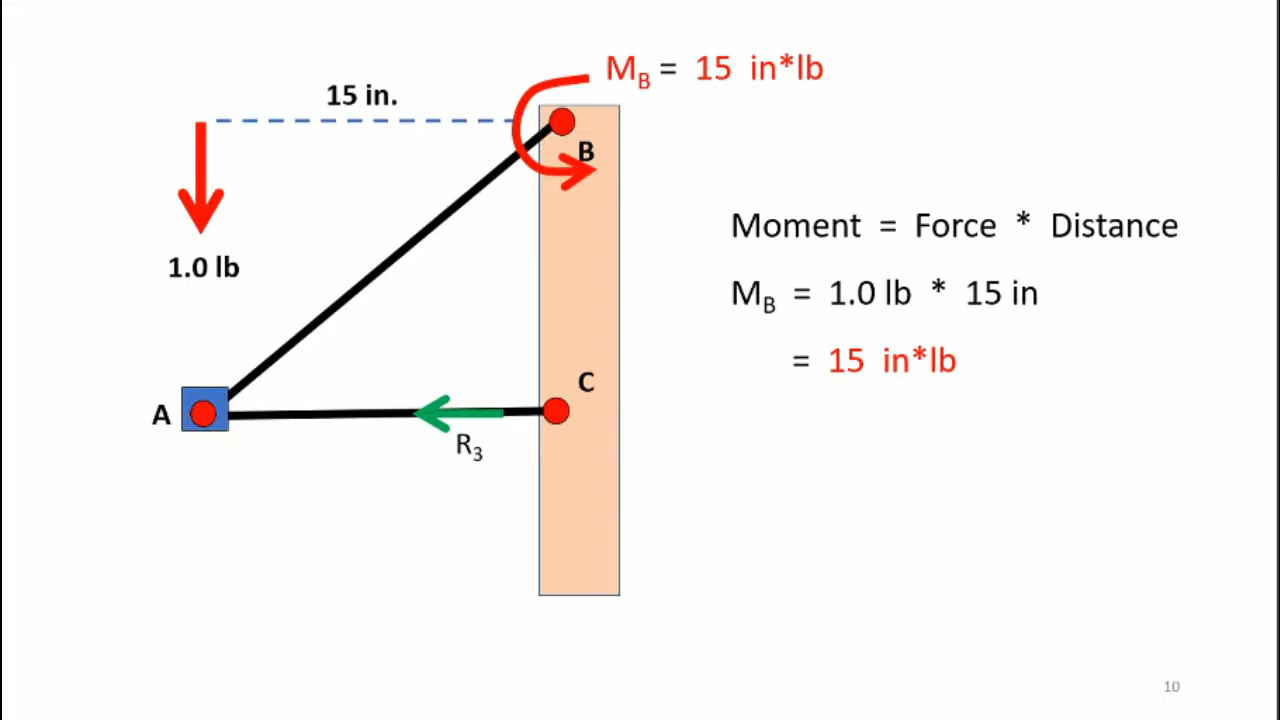 M_B = 15 in*lb
15 in.
B
Moment = Force * Distance
1.0 lb
M_B = 1.0 lb * 15 in
= 15 in*lb
C
A
R_3
10